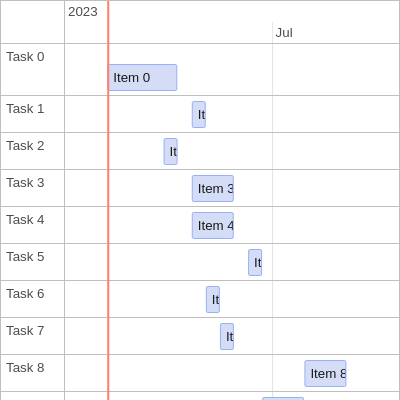 2023
Jul
Task 0
Item 0
Task 1
It
Task 2
It
Task 3
Item 3
Task 4
Item 4
Task 5
It
Task 6
It
Task 7
It
Task 8
Item 8